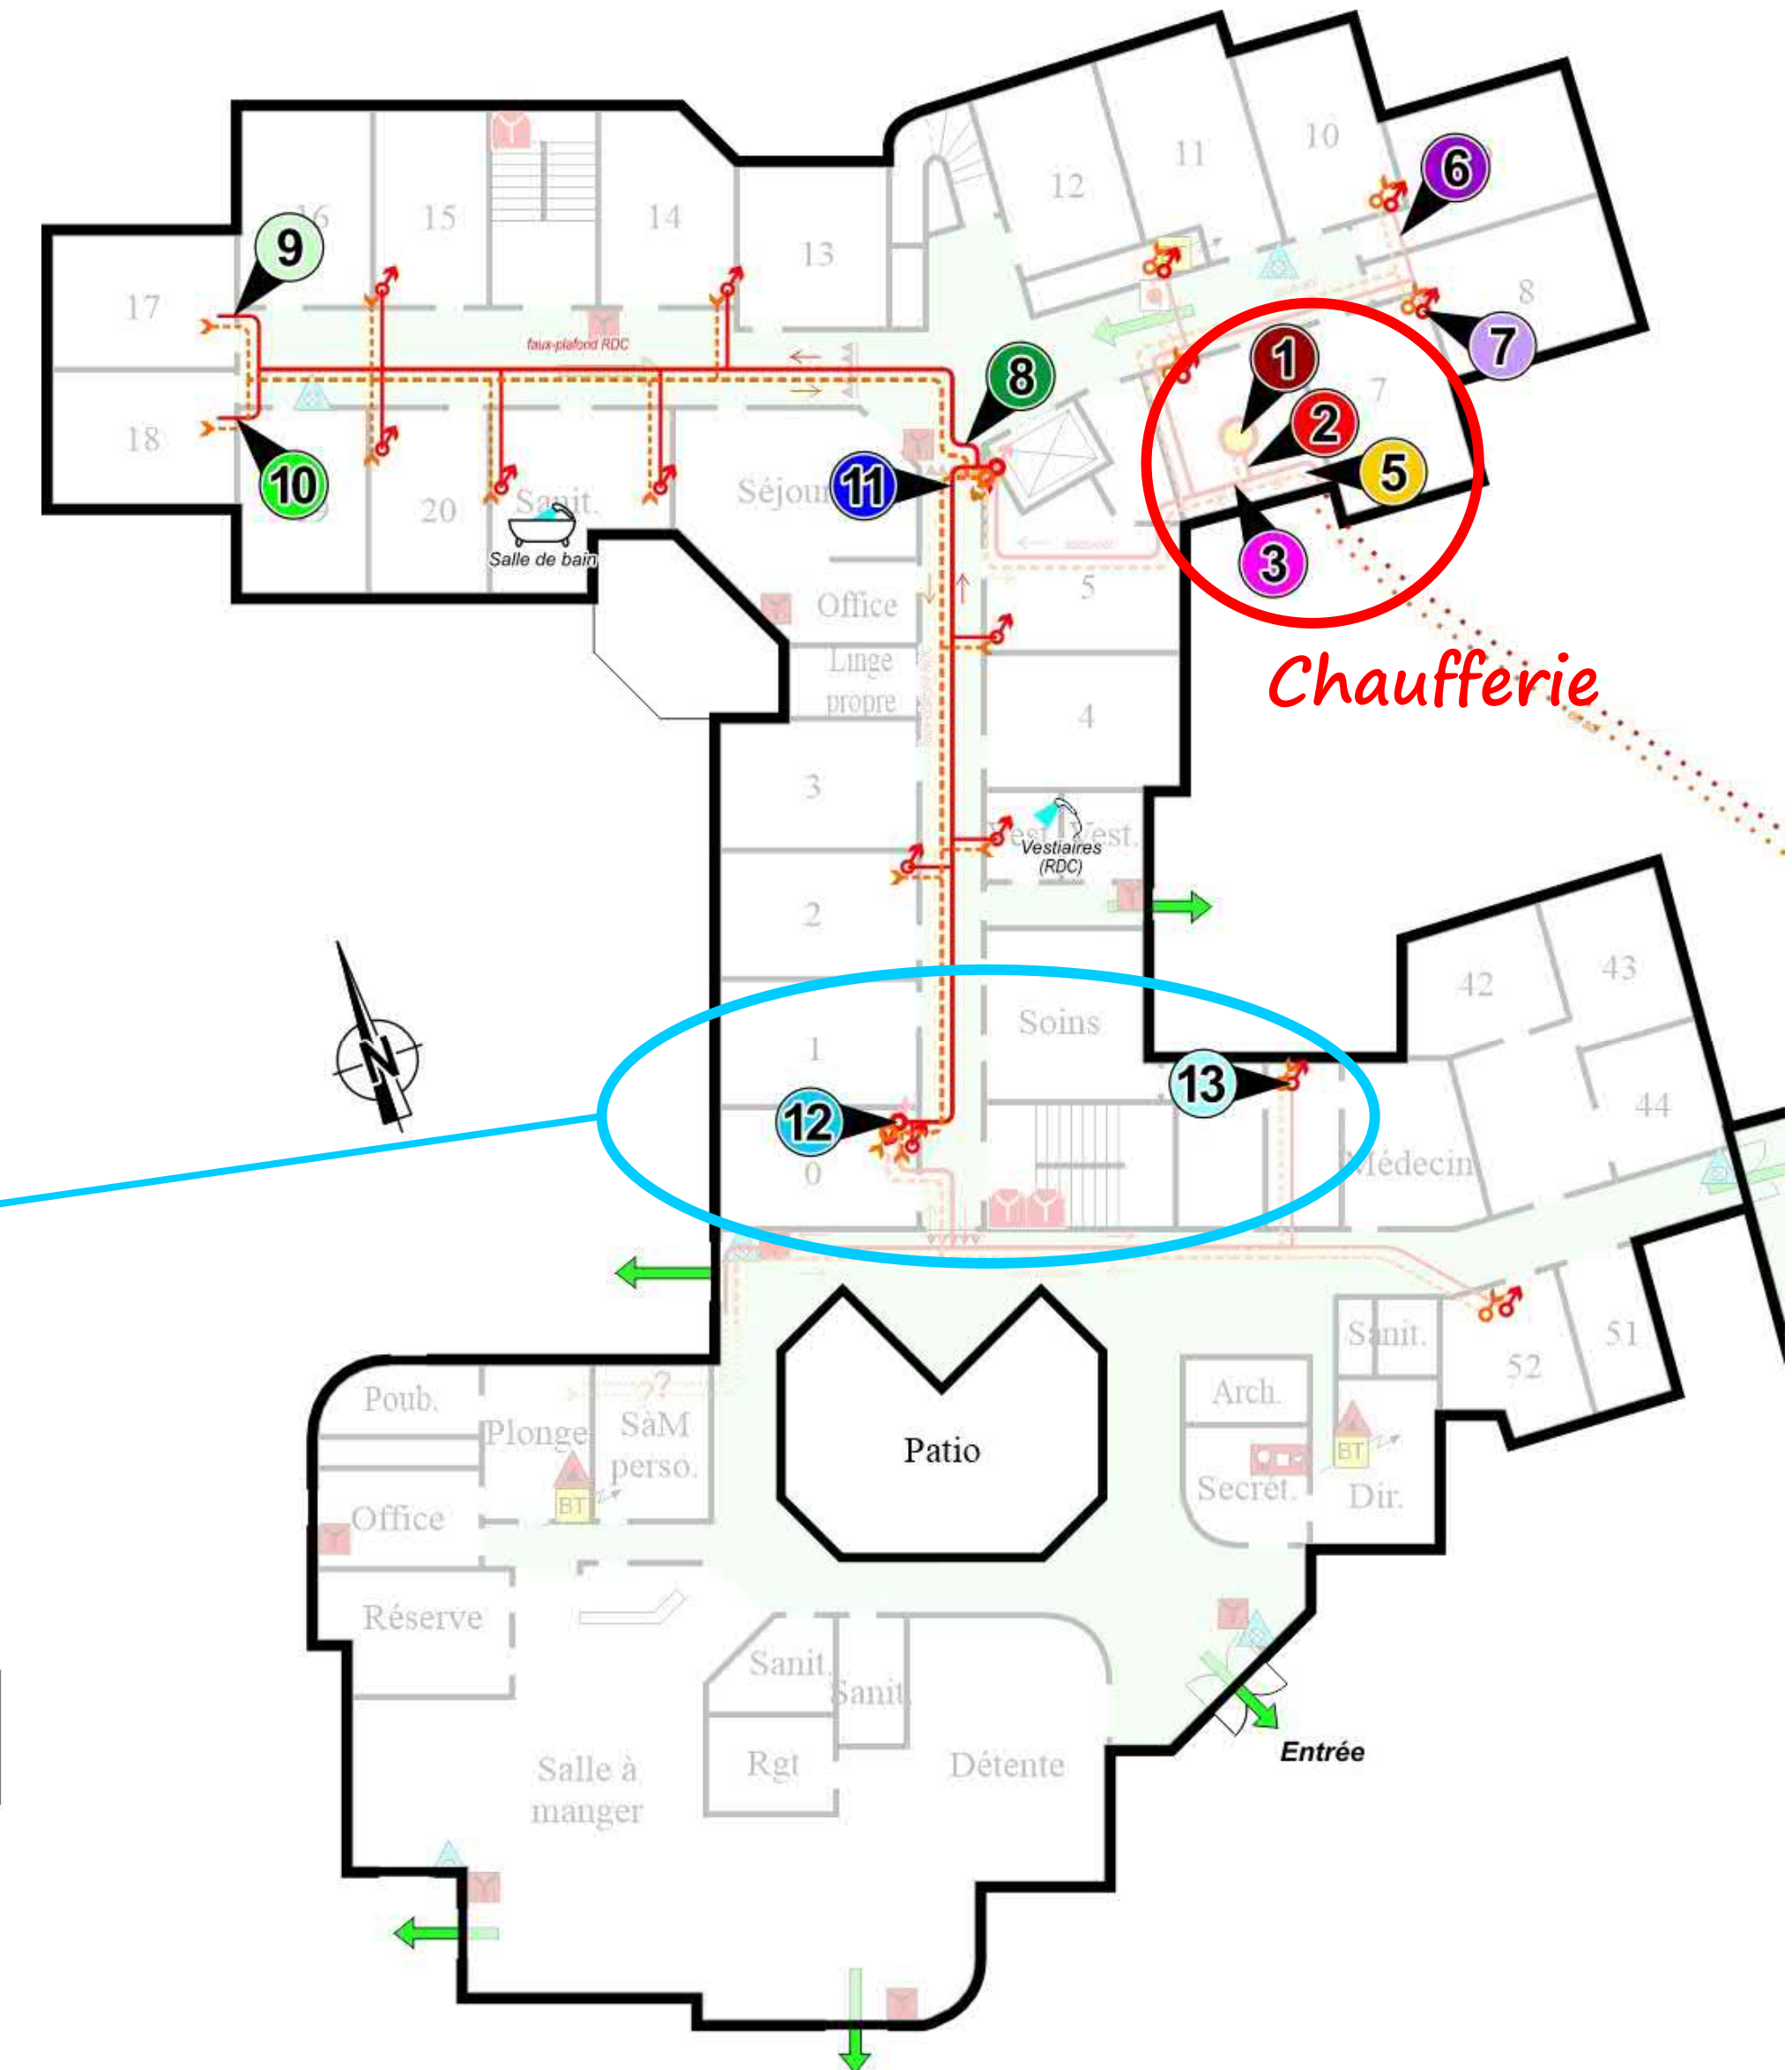 10
11
12
6
9
16
15
14
13
9
17
8
7
1
faux-plafond RDC
8
7
2
18
5
10
19
20
Sanit.
Séjour
11
Salle de bain
3
5
Office
Linge
propre
Chaufferie
4
3
Vest.
Vest.
Vestiaires
(RDC)
2
43
42
Soins
N
1
13
44
12
Médecin
0
Sanit.
51
52
Poub.
Arch.
??
Plonge
SàM
perso.
Patio
BT
Secrét.
Dir.
BT
Office
Réserve
Sanit.
Sanit.
Entrée
Rgt
Détente
Salle à
manger